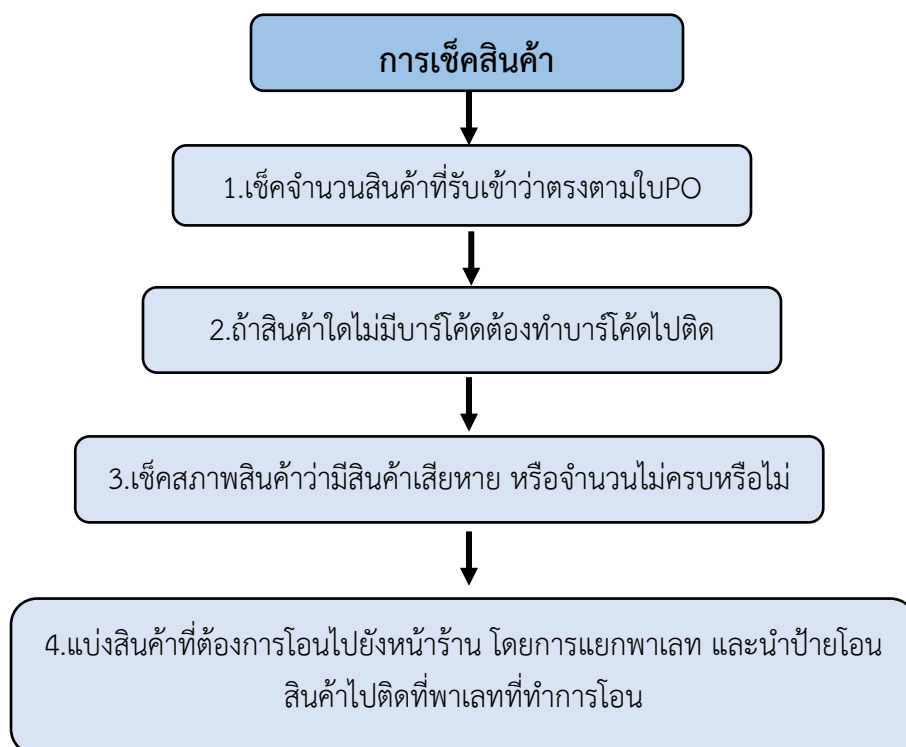 การเช็คสินค้า
1.เช็คจำนวนสินค้าที่รับเข้าว่าตรงตามใบPO
2.ถ้าสินค้าใดไม่มีบาร์โค้ดต้องทำบาร์โค้ดไปติด
3.เช็คสภาพสินค้าว่ามีสินค้าเสียหาย หรือจำนวนไม่ครบหรือไม่
4.แบ่งสินค้าที่ต้องการโอนไปยังหน้าร้าน โดยการแยกพาเลท และนำป้ายโอน
สินค้าไปติดที่พาเลทที่ทำการโอน